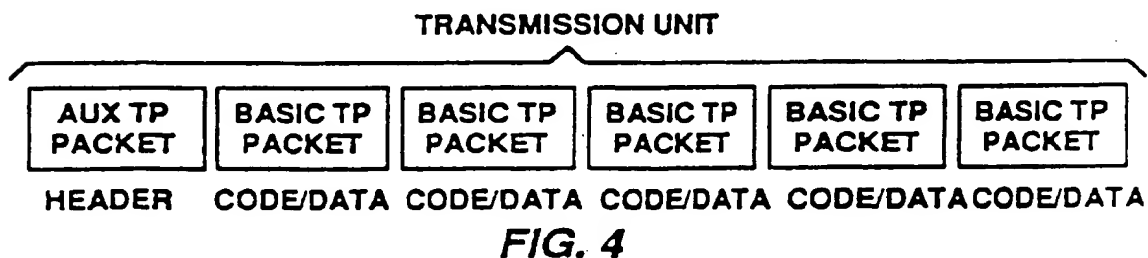 TRANSMISSION UNIT
AUX TP BASIC TP BASIC TP BASIC TP BASIC TP BASIC TP
PACKET PACKET PACKET PACKET PACKET PACKET
HEADER CODE/DATA CODE/DATA CODE/DATA CODE/DATA CODE/DATA
FIG. 4